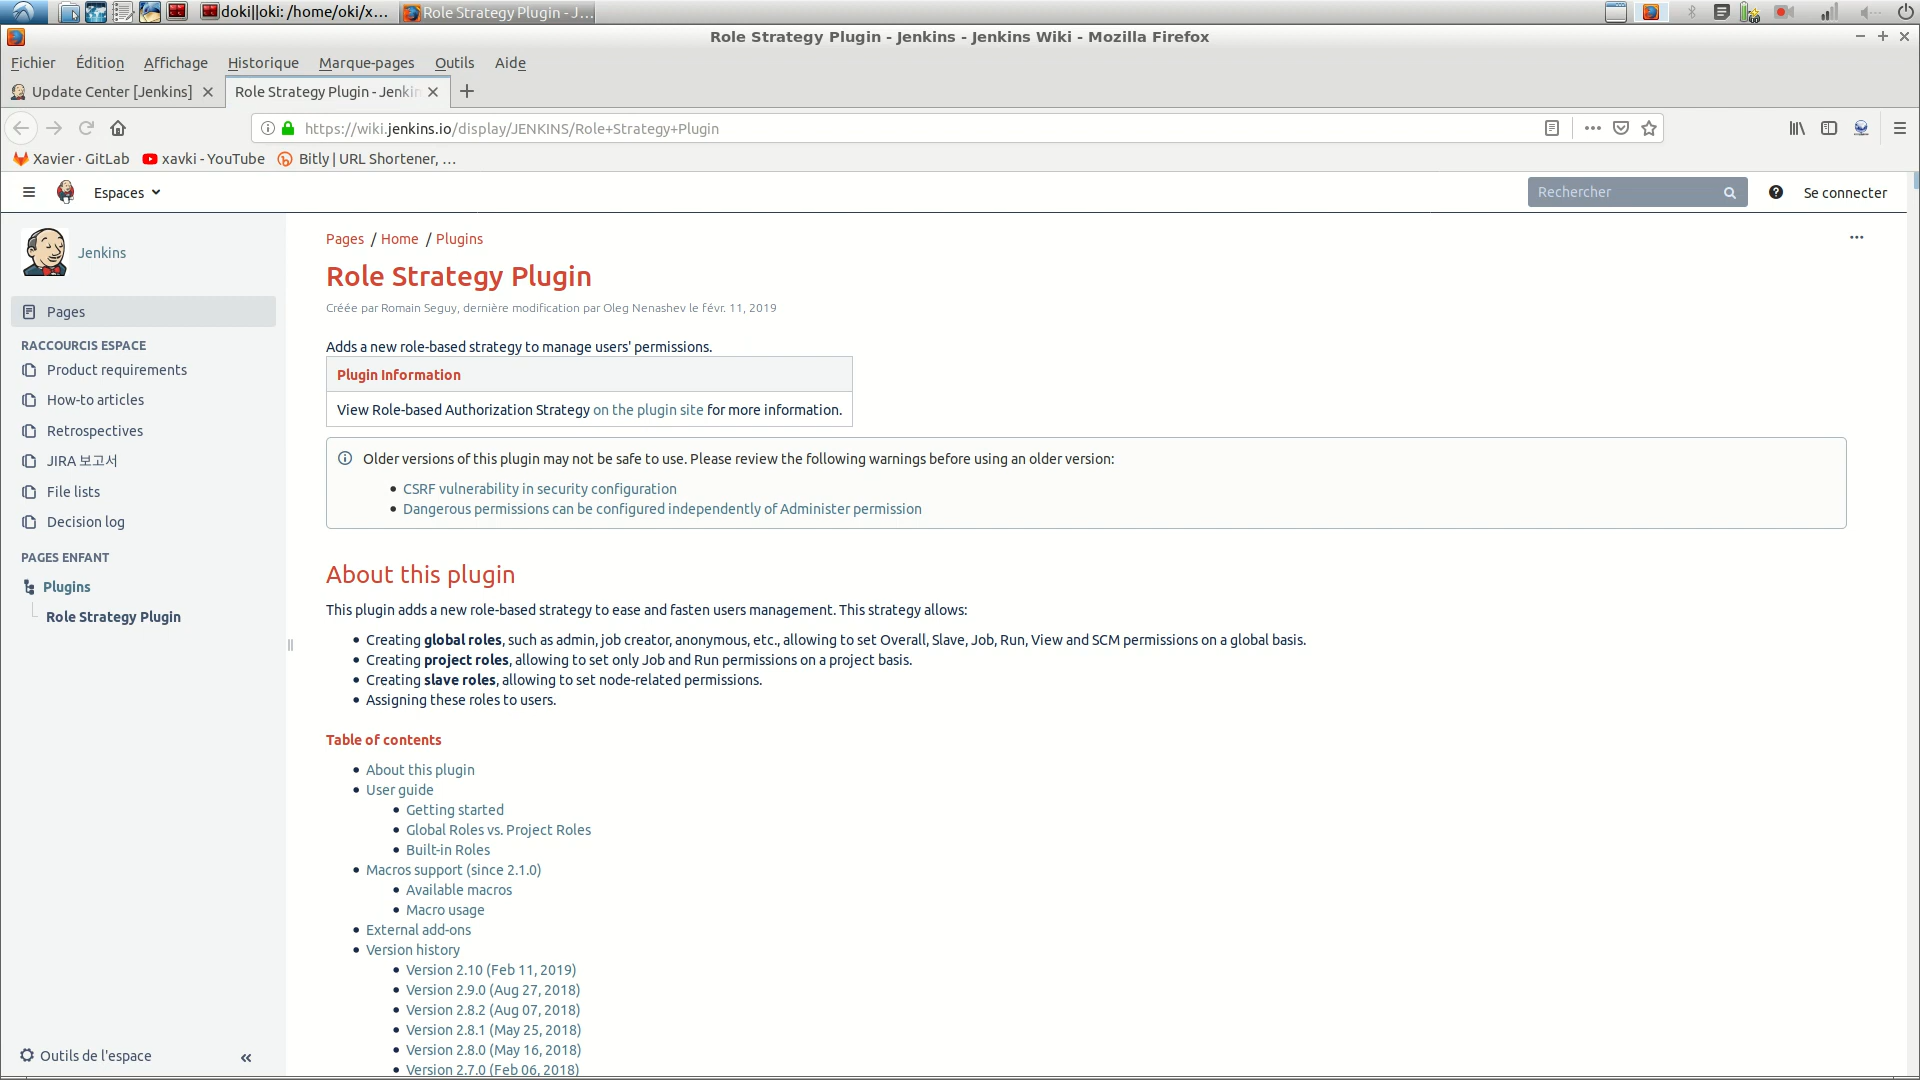 doki||oki: /home/oki/x...
Role Strategy Plugin - J...
Role Strategy Plugin - Jenkins - Jenkins Wiki - Mozilla Firefox
Fichier Édition Affichage Historique Marque-pages Outils Aide
Update Center [Jenkins]
Role Strategy Plugin - Jenkin
https://wiki.jenkins.io/display/JENKINS/Role+Strategy+Plugin
Xavier · GitLab xavki - YouTube Bitly | URL Shortener, ...
Espaces
Rechercher
Se connecter
Jenkins
Pages
RACCOURCIS ESPACE
Product requirements
How-to articles
Retrospectives
JIRA 보고서
File lists
Decision log
PAGES ENFANT
Plugins
Role Strategy Plugin
Outils de l'espace
Pages / Home / Plugins
Role Strategy Plugin
Créée par Romain Seguy, dernière modification par Oleg Nenashev le févr. 11, 2019
Adds a new role-based strategy to manage users' permissions.
Plugin Information
View Role-based Authorization Strategy on the plugin site for more information.
Older versions of this plugin may not be safe to use. Please review the following warnings before using an older version:
• CSRF vulnerability in security configuration
• Dangerous permissions can be configured independently of Administer permission
About this plugin
This plugin adds a new role-based strategy to ease and fasten users management. This strategy allows:
• Creating global roles, such as admin, job creator, anonymous, etc., allowing to set Overall, Slave, Job, Run, View and SCM permissions on a global basis.
• Creating project roles, allowing to set only Job and Run permissions on a project basis.
• Creating slave roles, allowing to set node-related permissions.
• Assigning these roles to users.
Table of contents
• About this plugin
• User guide
• Getting started
• Global Roles vs. Project Roles
• Built-in Roles
• Macros support (since 2.1.0)
• Available macros
• Macro usage
• External add-ons
• Version history
• Version 2.10 (Feb 11, 2019)
• Version 2.9.0 (Aug 27, 2018)
• Version 2.8.2 (Aug 07, 2018)
• Version 2.8.1 (May 25, 2018)
• Version 2.8.0 (May 16, 2018)
• Version 2.7.0 (Feb 06, 2018)